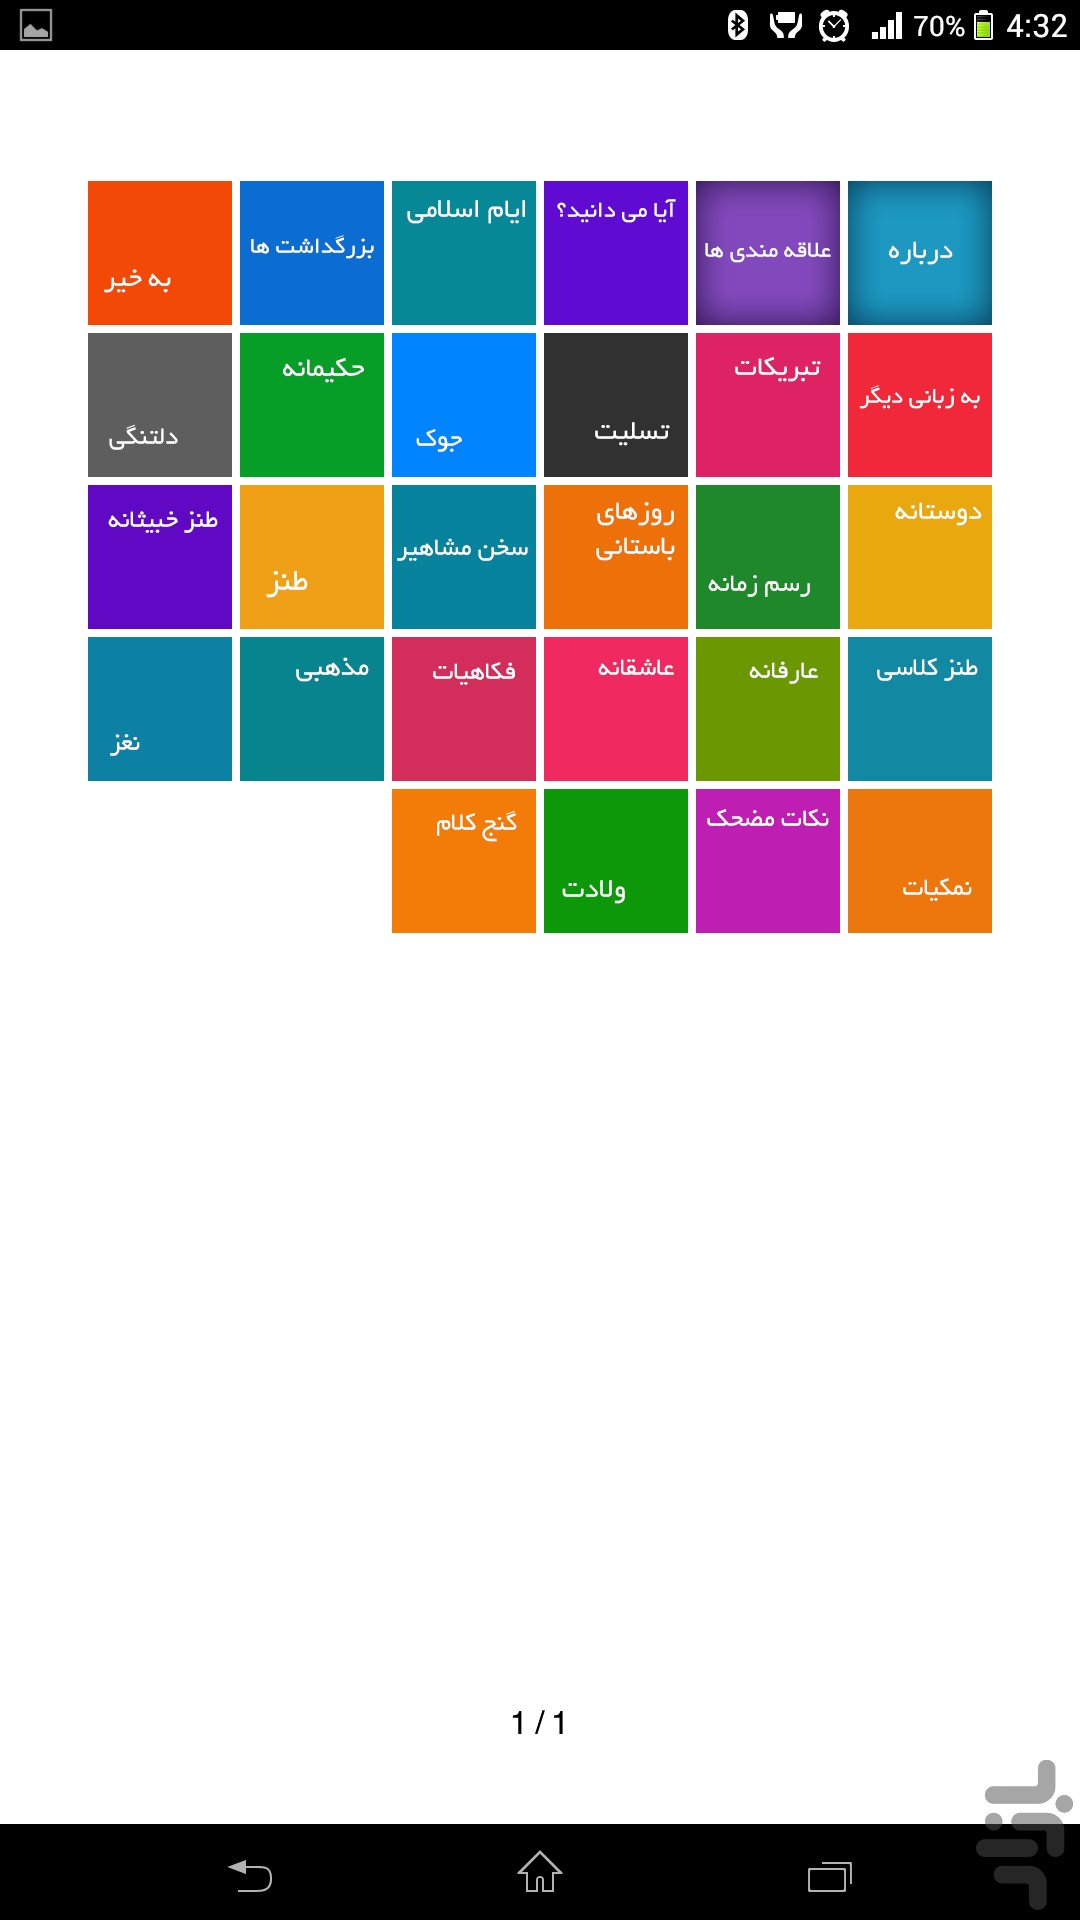 70% 4:32
درباره
علاقه مندی ها
آیا می دانید؟
ایام اسلامی
بزرگداشت ها
به خیر
به زبانی دیگر
تبریکات
تسلیت
جوک
حکیمانه
دلتنگی
دوستانه
رسم زمانه
روزهای
باستانی
سخن مشاهیر
طنز
طنز خبیثانه
طنز کلاسی
عارفانه
عاشقانه
فکاهیات
مذهبی
نغز
نمکیات
نکات مضحک
ولادت
گنج کلام
1 / 1